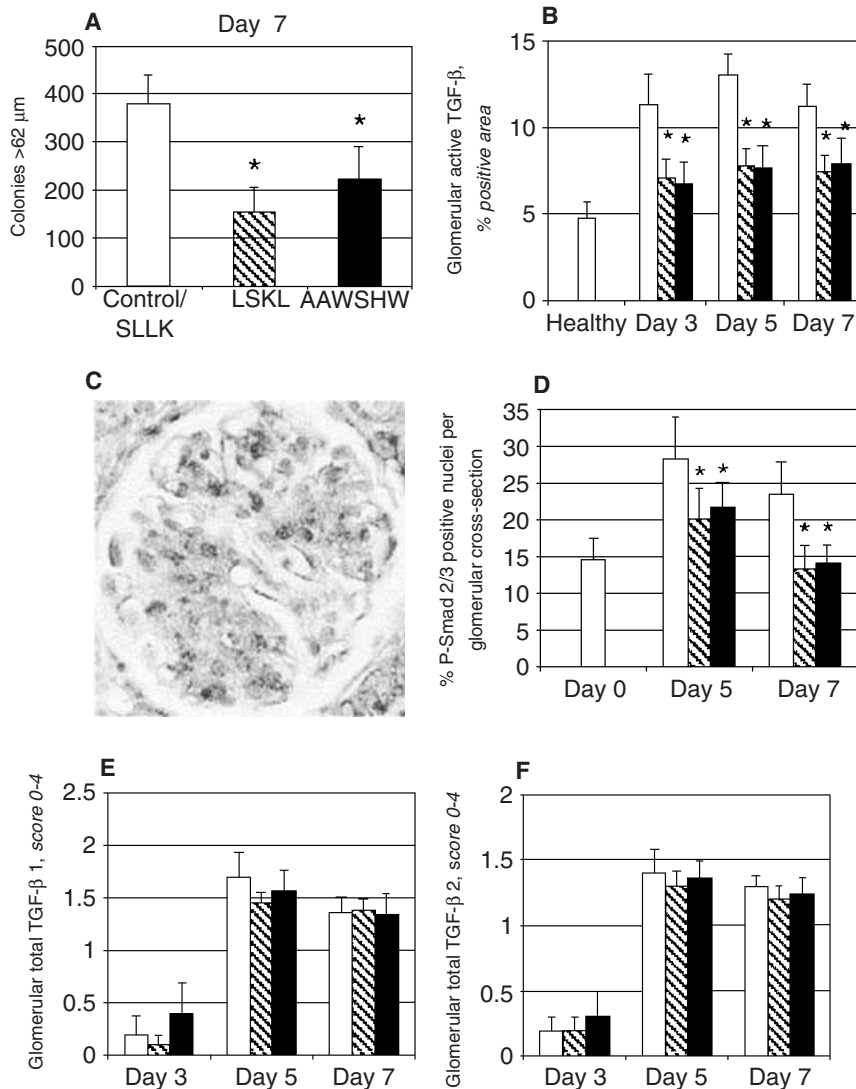 A
Day 7
Colonies >62 μm
500
400
300
200
100
0
*
*
Control/
SLLK
LSKL
AAWSHW
B
Glomerular active TGF-β,
% positive area
15
10
5
0
* *
* *
* *
Healthy
Day 3
Day 5
Day 7
C
D
% P-Smad 2/3 positive nuclei per
glomerular cross-section
35
30
25
20
15
10
5
0
* *
* *
Day 0
Day 5
Day 7
E
Glomerular total TGF-β 1, score 0-4
2.5
2
1.5
1
0.5
0
Day 3
Day 5
Day 7
F
Glomerular total TGF-β 2, score 0-4
2
1.5
1
0.5
0
Day 3
Day 5
Day 7